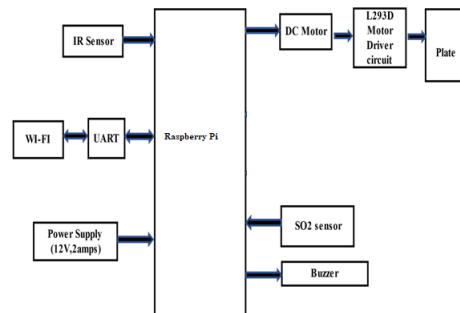 IR Sensor
DC Motor
L293D
Motor
Driver
circuit
Plate
WI-FI
UART
Raspberry Pi
Power Supply
(12V,2amps)
SO2 sensor
Buzzer